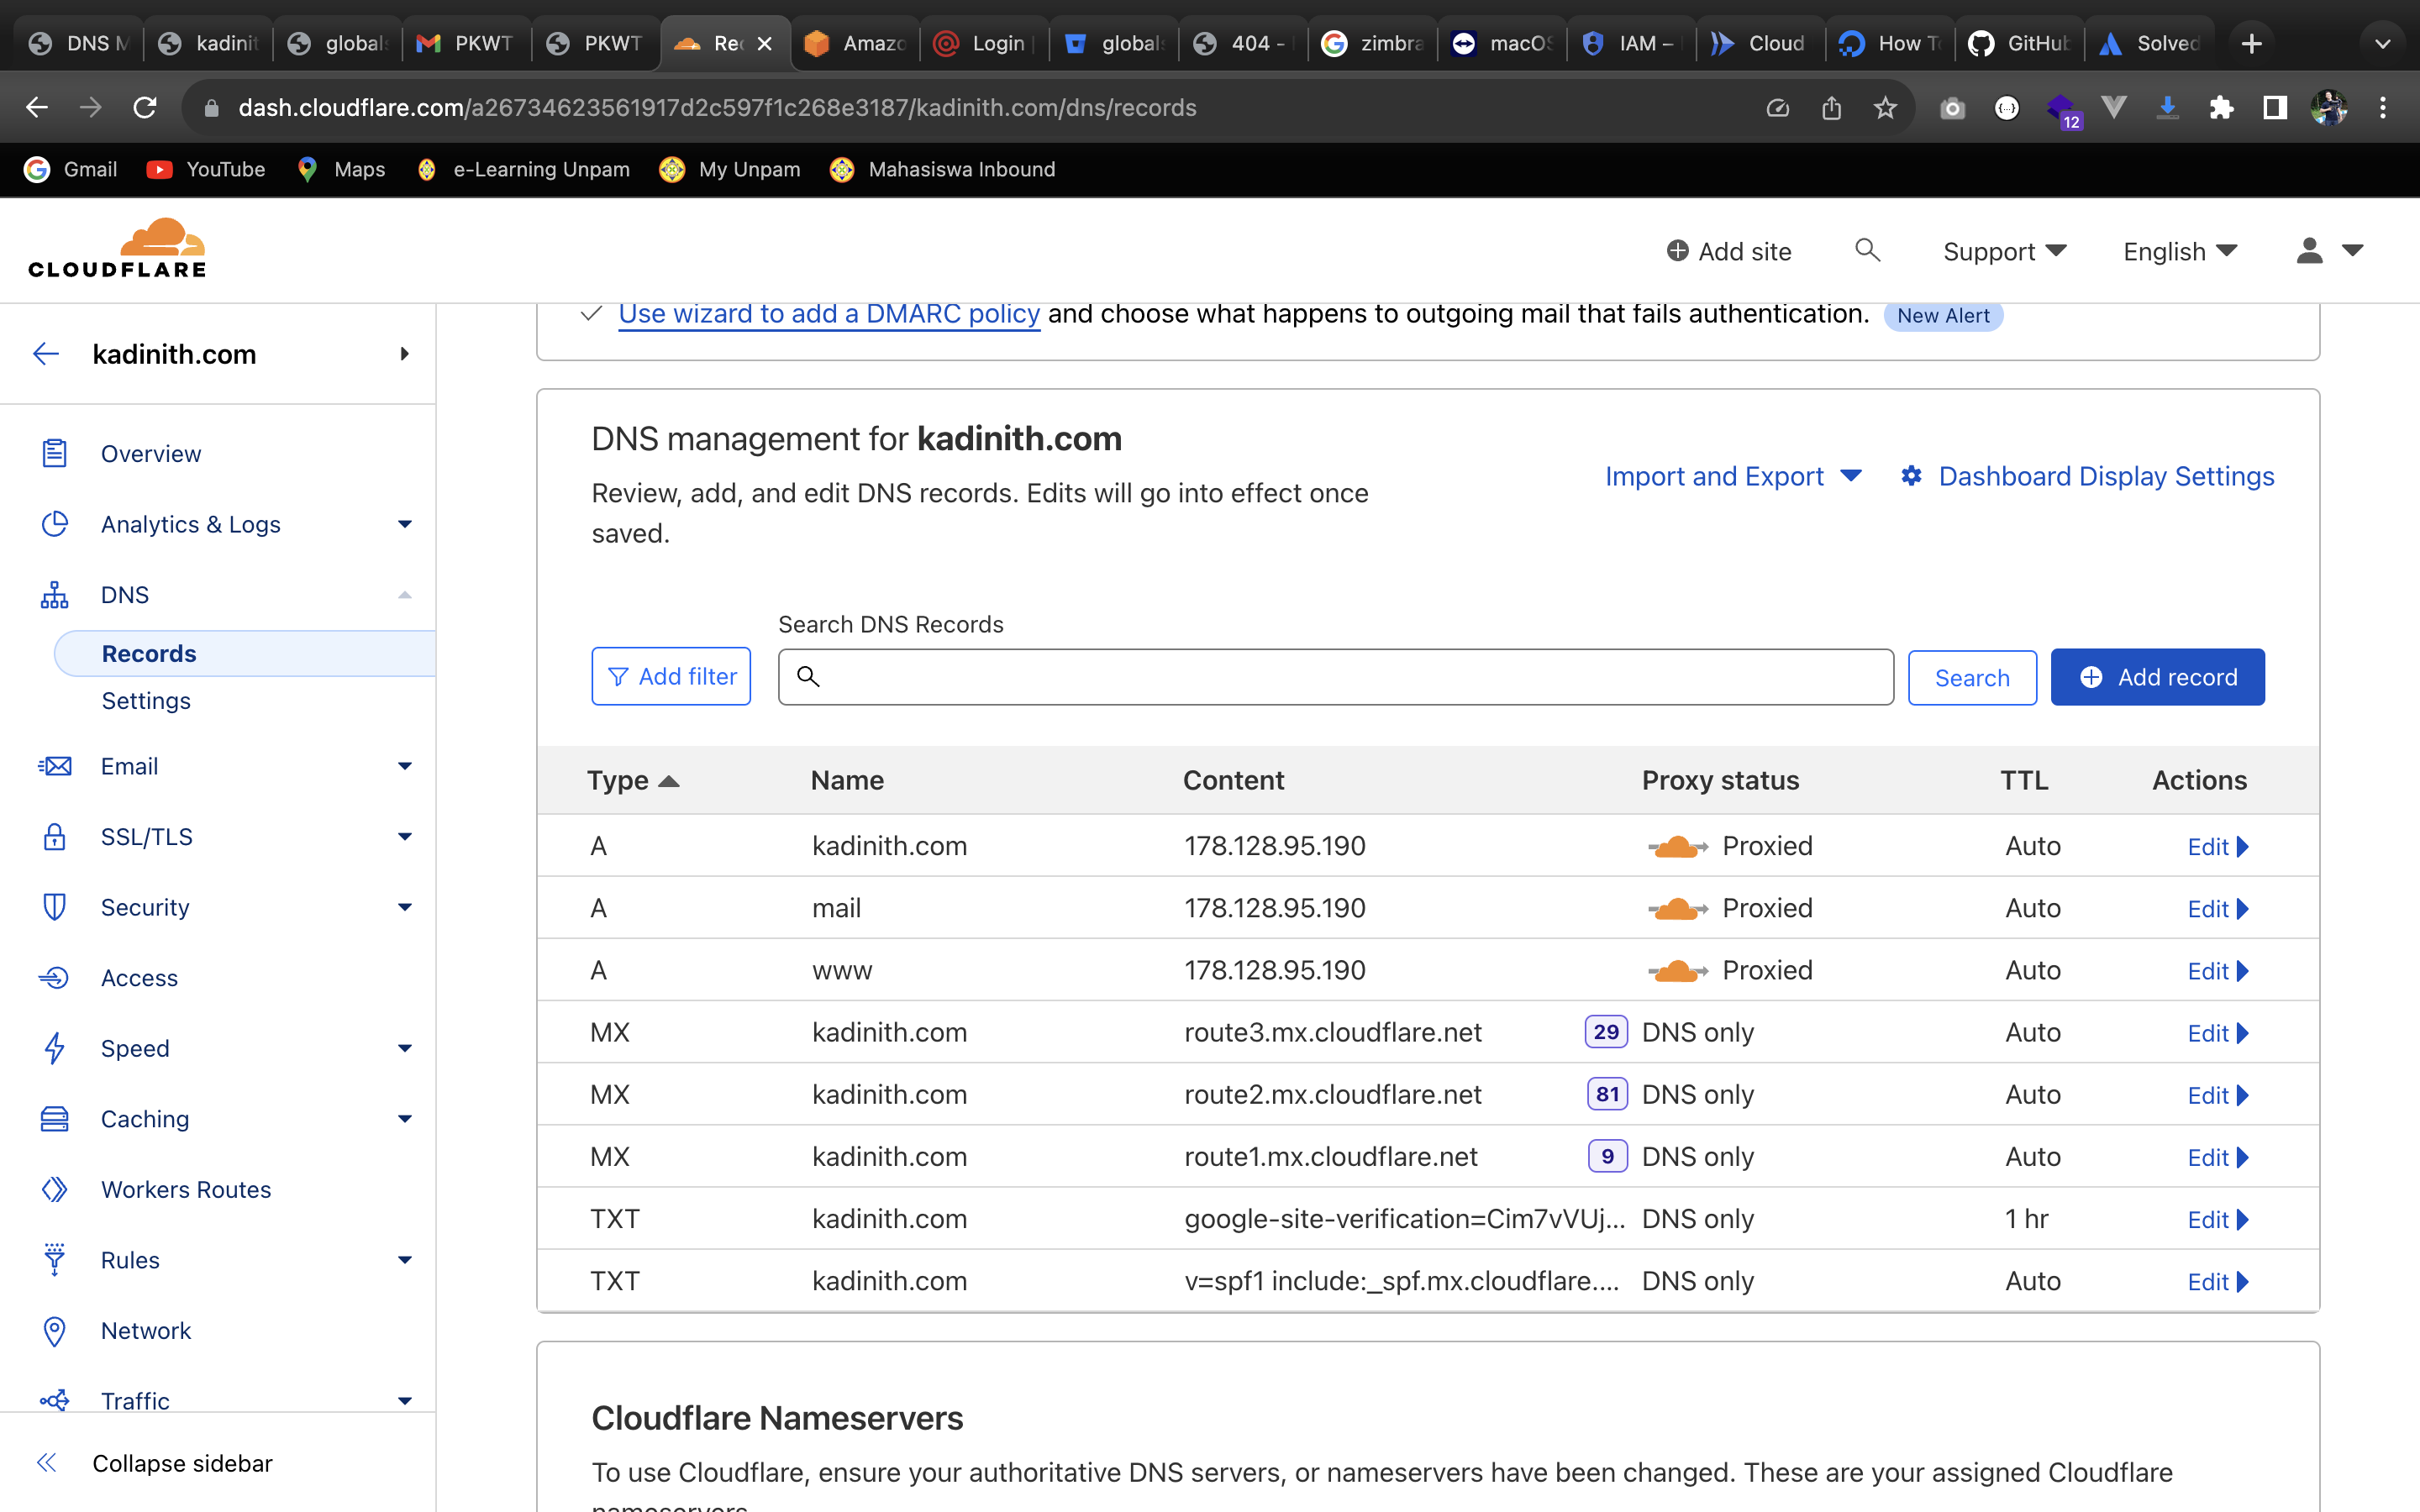 DNS M
kadinit
global
PKWT
PKWT
Rec
Amazo
Login
global
404 -
zimbra
macOS
IAM –
Cloud
How T
GitHub
Solved
dash.cloudflare.com/a26734623561917d2c597f1c268e3187/kadinith.com/dns/records
12
Gmail
YouTube
Maps
e-Learning Unpam
My Unpam
Mahasiswa Inbound
CLOUDFLARE
Add site
Support
English
kadinith.com
Overview
Analytics & Logs
DNS
Records
Settings
Email
SSL/TLS
Security
Access
Speed
Caching
Workers Routes
Rules
Network
Traffic
Collapse sidebar
Use wizard to add a DMARC policy and choose what happens to outgoing mail that fails authentication. New Alert
DNS management for kadinith.com
Review, add, and edit DNS records. Edits will go into effect once
saved.
Import and Export
Dashboard Display Settings
Search DNS Records
Add filter
Search
Add record
Type Name Content Proxy status TTL Actions
A kadinith.com 178.128.95.190 Proxied Auto Edit
A mail 178.128.95.190 Proxied Auto Edit
A www 178.128.95.190 Proxied Auto Edit
MX kadinith.com route3.mx.cloudflare.net 29 DNS only Auto Edit
MX kadinith.com route2.mx.cloudflare.net 81 DNS only Auto Edit
MX kadinith.com route1.mx.cloudflare.net 9 DNS only Auto Edit
TXT kadinith.com google-site-verification=Cim7vVUj... DNS only 1 hr Edit
TXT kadinith.com v=spf1 include:_spf.mx.cloudflare.... DNS only Auto Edit
Cloudflare Nameservers
To use Cloudflare, ensure your authoritative DNS servers, or nameservers have been changed. These are your assigned Cloudflare
nameservers